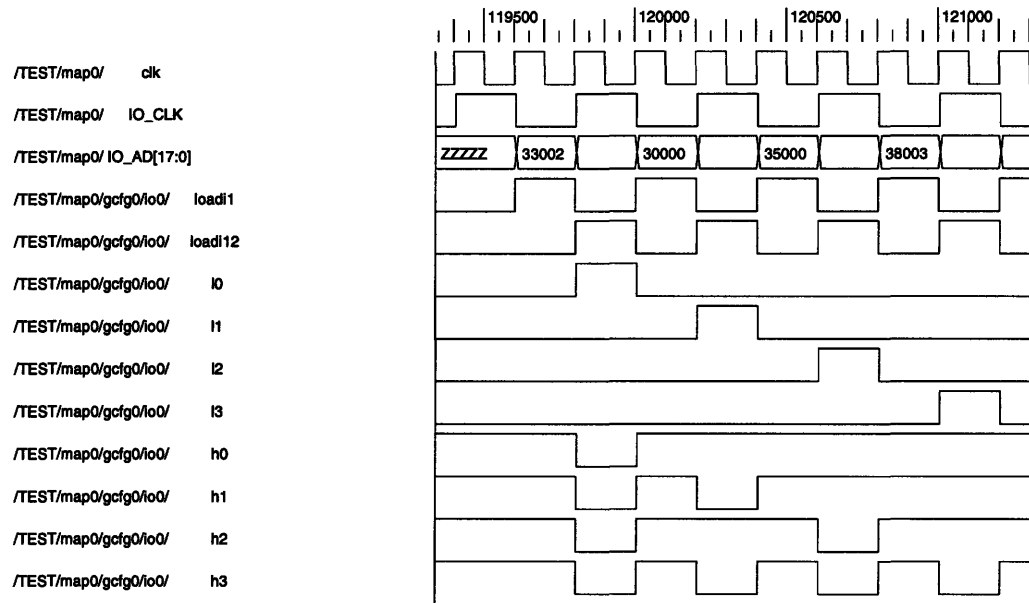 119500 120000 120500 121000
/TEST/map0/ clk
/TEST/map0/ IO_CLK
/TEST/map0/ IO_AD[17:0] ZZZZZ 33002 30000 35000 38003
/TEST/map0/gcfg0/io0/ loadi1
/TEST/map0/gcfg0/io0/ loadi12
/TEST/map0/gcfg0/io0/ l0
/TEST/map0/gcfg0/io0/ l1
/TEST/map0/gcfg0/io0/ l2
/TEST/map0/gcfg0/io0/ l3
/TEST/map0/gcfg0/io0/ h0
/TEST/map0/gcfg0/io0/ h1
/TEST/map0/gcfg0/io0/ h2
/TEST/map0/gcfg0/io0/ h3